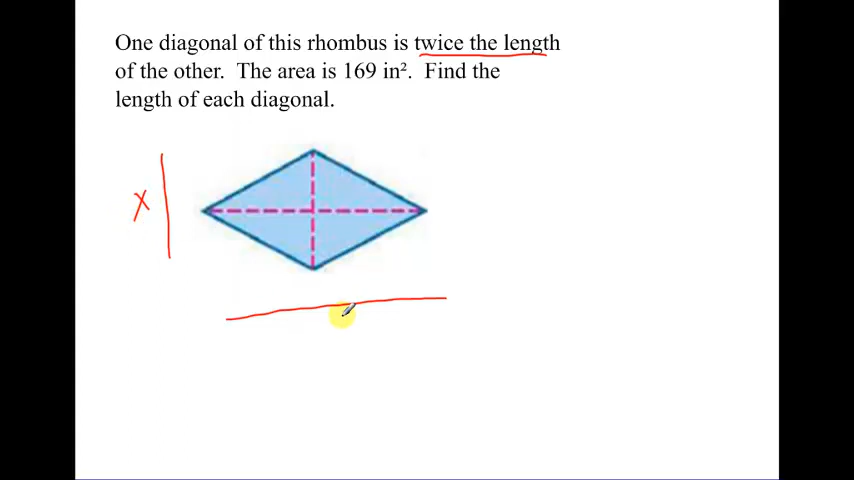 One diagonal of this rhombus is twice the length
of the other.  The area is 169 in².  Find the
length of each diagonal.
x